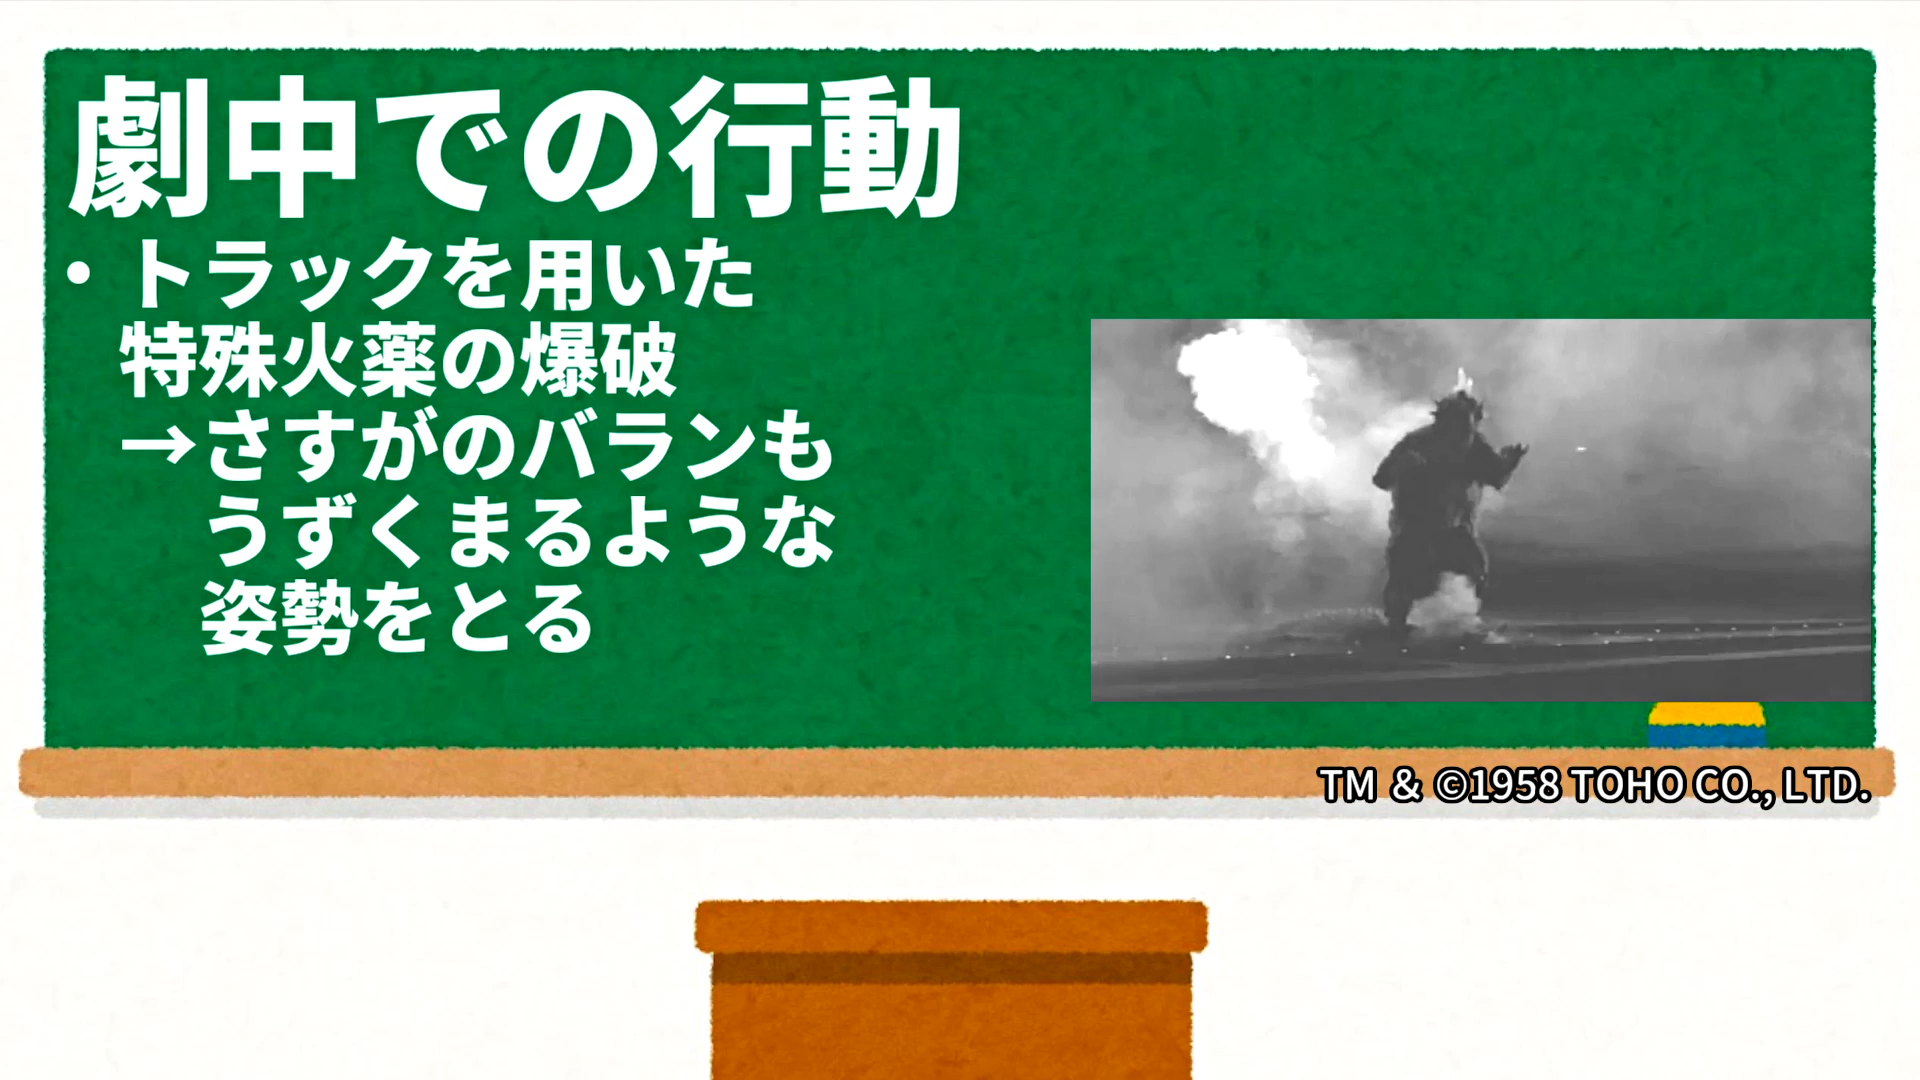 劇中での行動
・トラックを用いた
特殊火薬の爆破
→さすがのバランも
うずくまるような
姿勢をとる
TM & ©1958 TOHO CO., LTD.